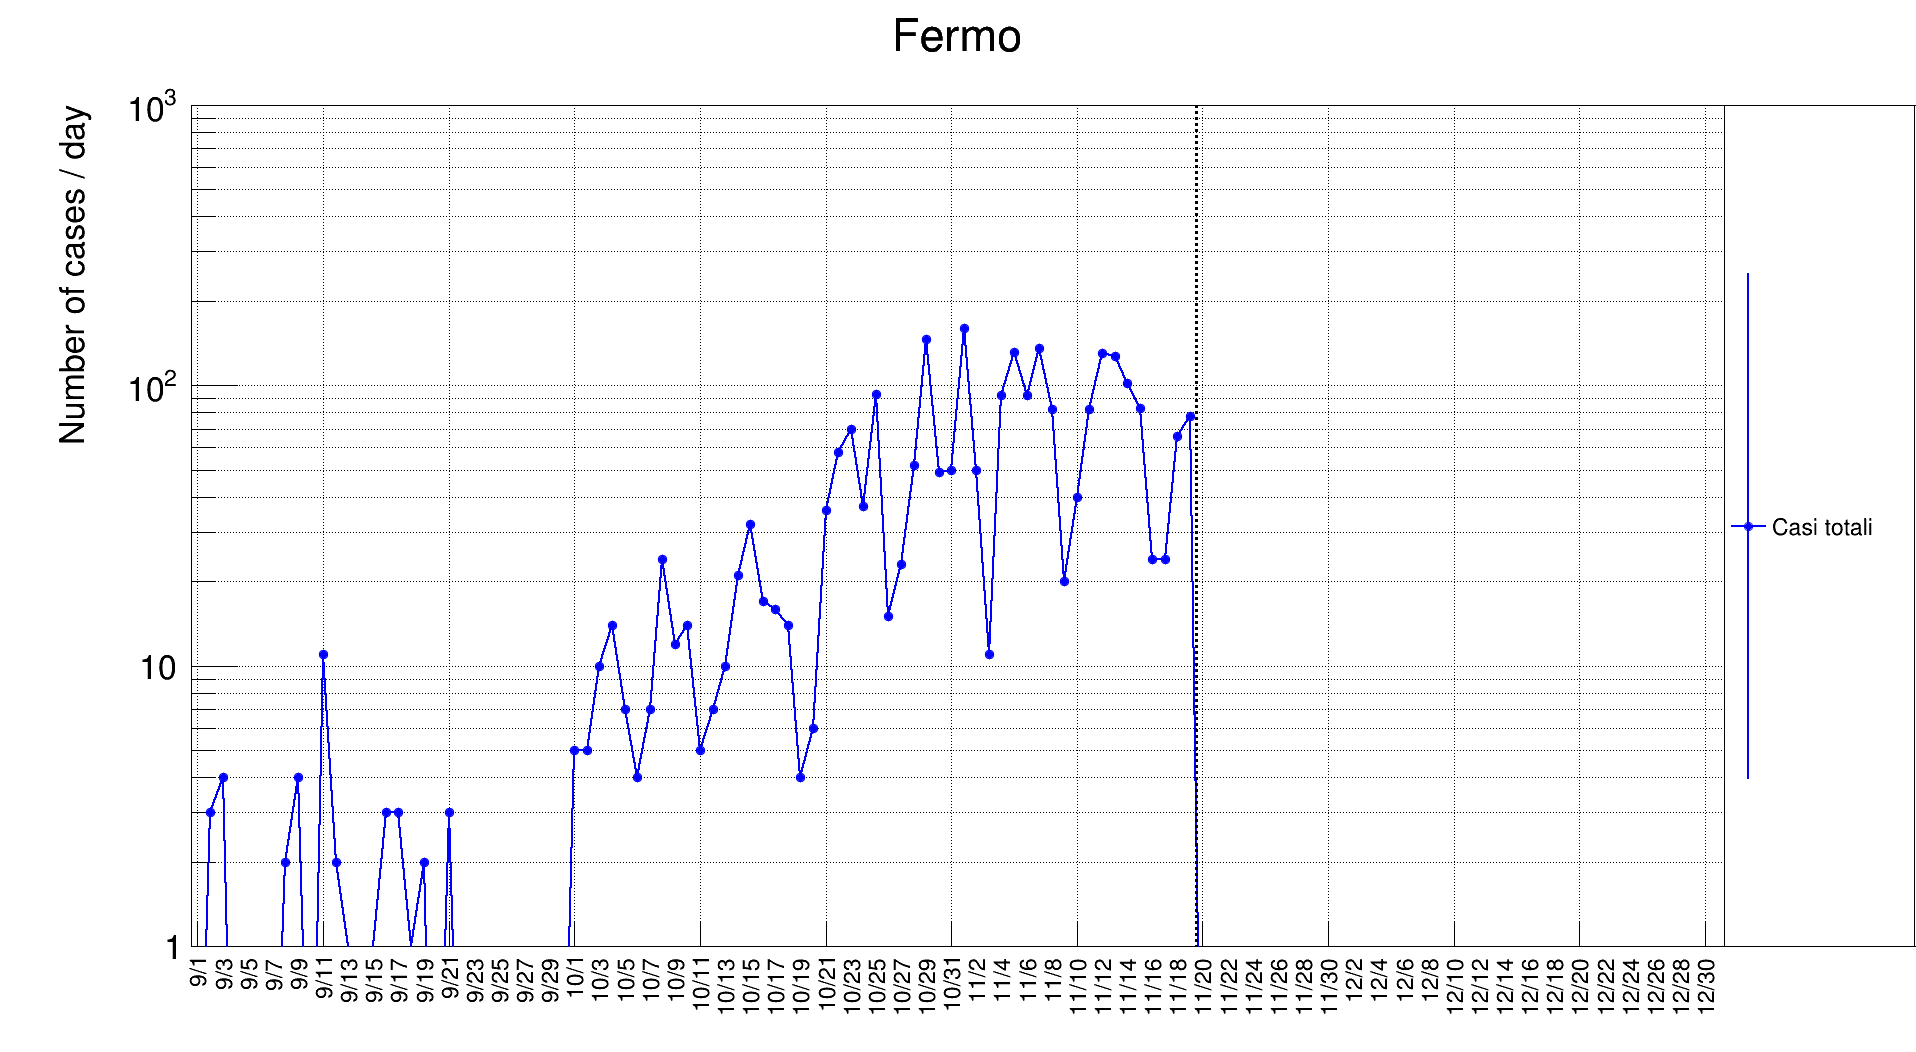 Fermo
Number of cases / day
10³
10²
10
1
9/1 9/3 9/5 9/7 9/9 9/11 9/13 9/15 9/17 9/19 9/21 9/23 9/25 9/27 9/29 10/1 10/3 10/5 10/7 10/9 10/11 10/13 10/15 10/17 10/19 10/21 10/23 10/25 10/27 10/29 10/31 11/2 11/4 11/6 11/8 11/10 11/12 11/14 11/16 11/18 11/20 11/22 11/24 11/26 11/28 11/30 12/2 12/4 12/6 12/8 12/10 12/12 12/14 12/16 12/18 12/20 12/22 12/24 12/26 12/28 12/30
Casi totali